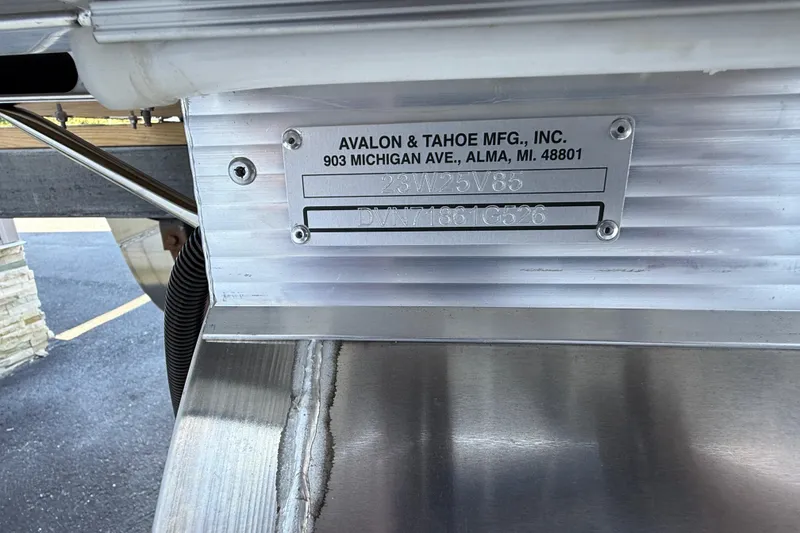 AVALON & TAHOE MFG., INC.
903 MICHIGAN AVE., ALMA, MI. 48801
23W25V85
DVN71861G526